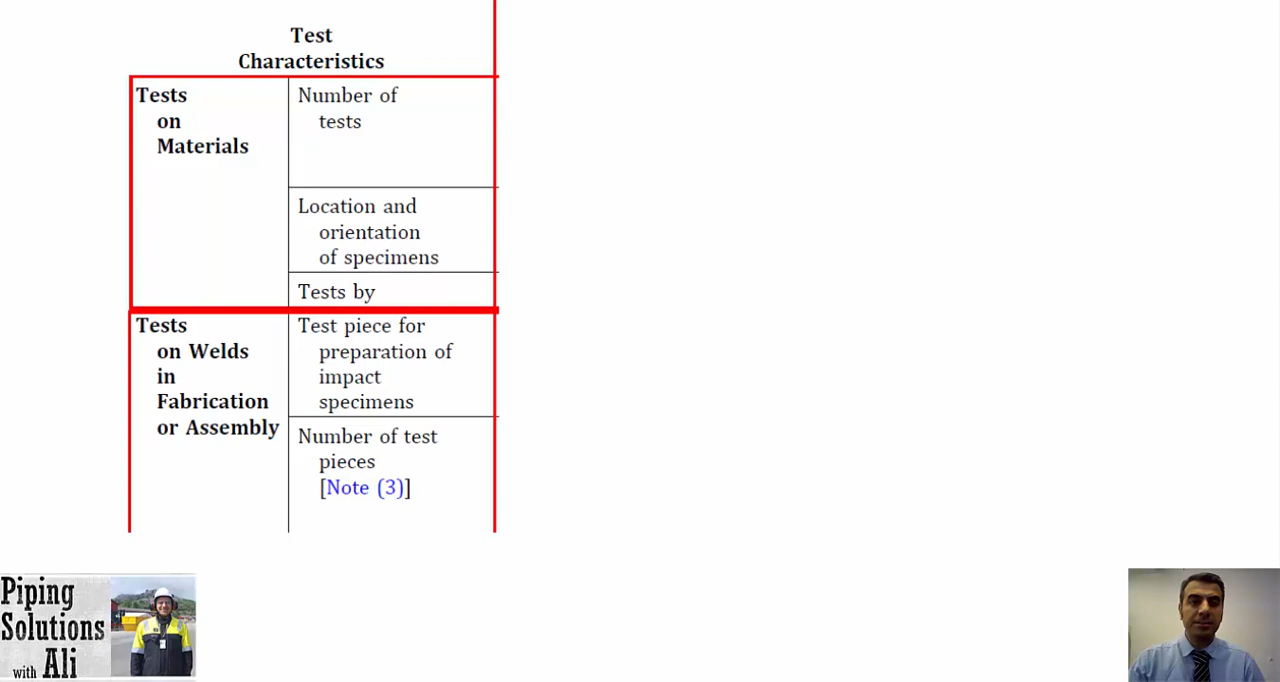 Test
Characteristics
Tests
on
Materials
Number of
tests
Location and
orientation
of specimens
Tests by
Tests
on Welds
in
Fabrication
or Assembly
Test piece for
preparation of
impact
specimens
Number of test
pieces
[Note (3)]
Piping
Solutions
with Ali